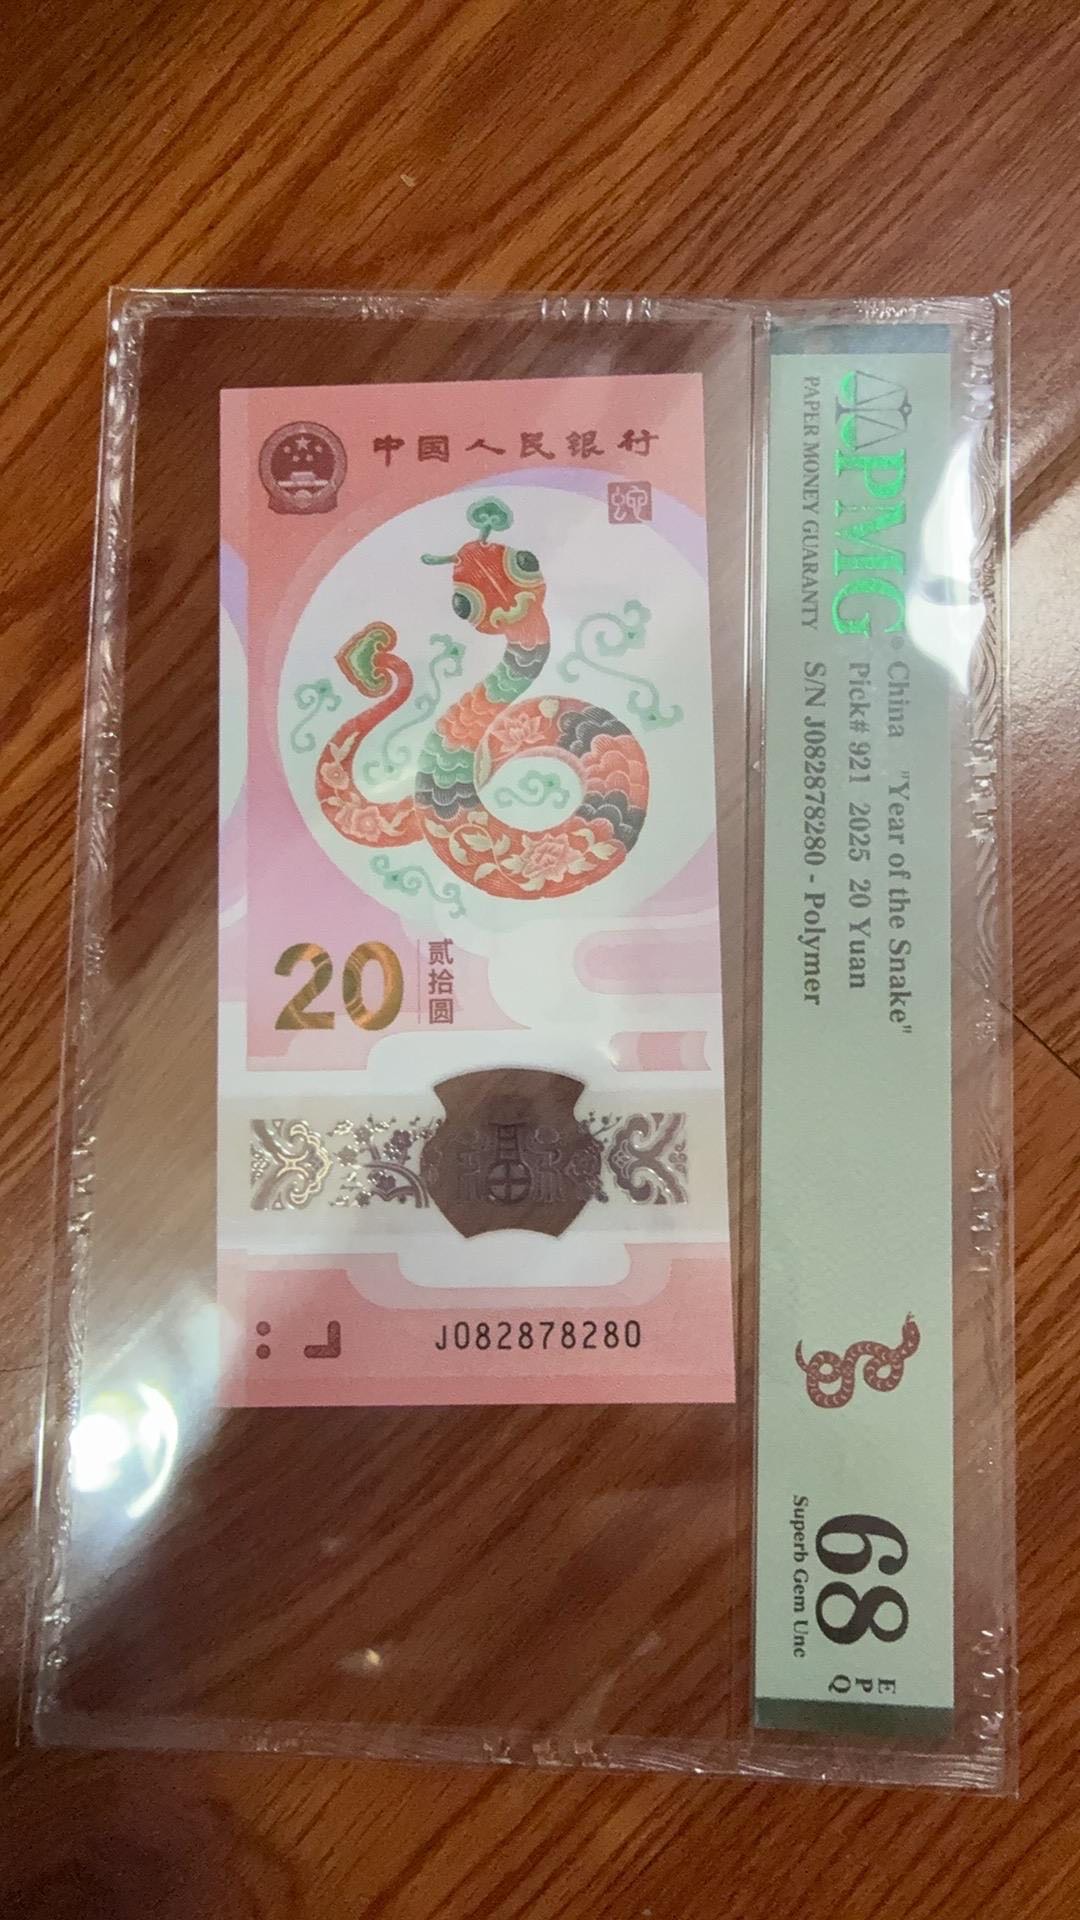 中国人民银行
蛇
20
贰拾圆
J082878280
PMG®
PAPER MONEY GUARANTY
China "Year of the Snake"
Pick# 921 2025 20 Yuan
S/N J082878280 - Polymer
68
EPQ
Superb Gem Unc